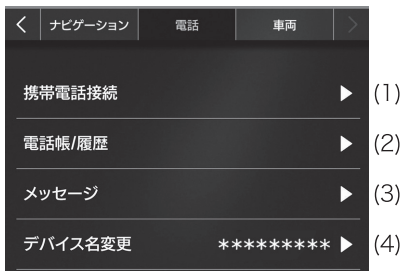 ナビゲーション 電話 車両
携帯電話接続 (1)
電話帳/履歴 (2)
メッセージ (3)
デバイス名変更 ********* (4)